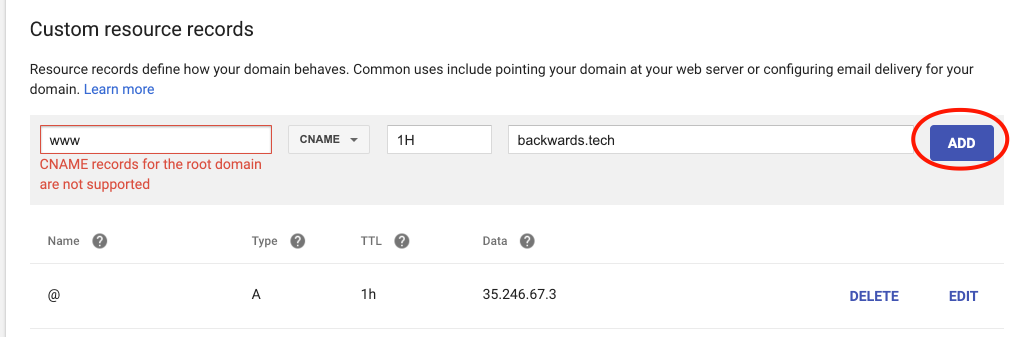 Custom resource records
Resource records define how your domain behaves. Common uses include pointing your domain at your web server or configuring email delivery for your
domain. Learn more
www CNAME 1H backwards.tech ADD
CNAME records for the root domain
are not supported
Name ? Type ? TTL ? Data ?
@ A 1h 35.246.67.3 DELETE EDIT